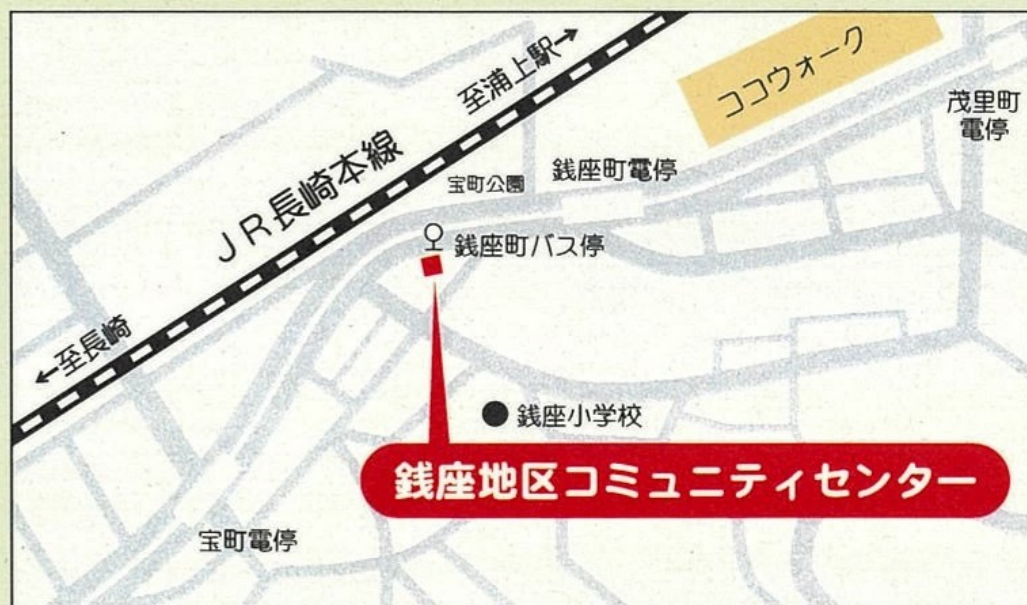 至浦上駅→
ココウォーク
茂里町
電停
JR長崎本線
宝町公園
銭座町電停
銭座町バス停
←至長崎
銭座小学校
銭座地区コミュニティセンター
宝町電停